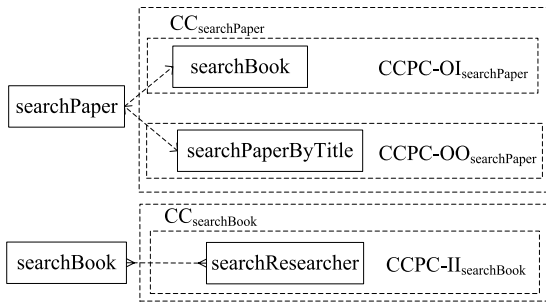 CCsearchPaper
searchBook
CCPC-OIsearchPaper
searchPaper
searchPaperByTitle
CCPC-OOsearchPaper
CCsearchBook
searchBook
searchResearcher
CCPC-IIsearchBook